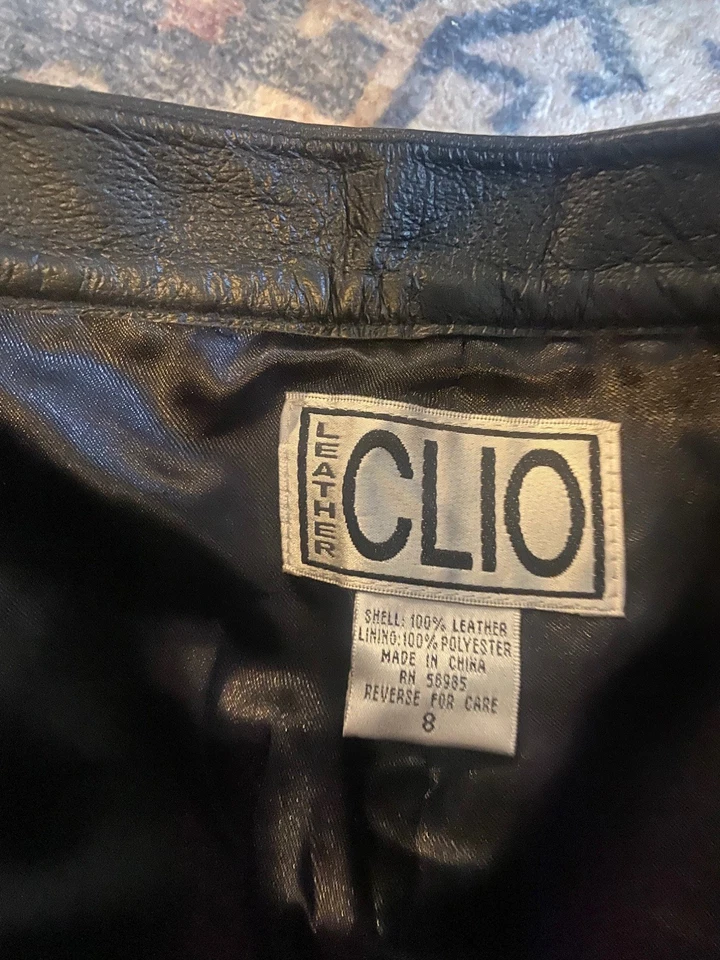 LEATHER
CLIO
SHELL: 100% LEATHER
LINING:100% POLYESTER
MADE IN CHINA
RN 58985
REVERSE FOR CARE
8